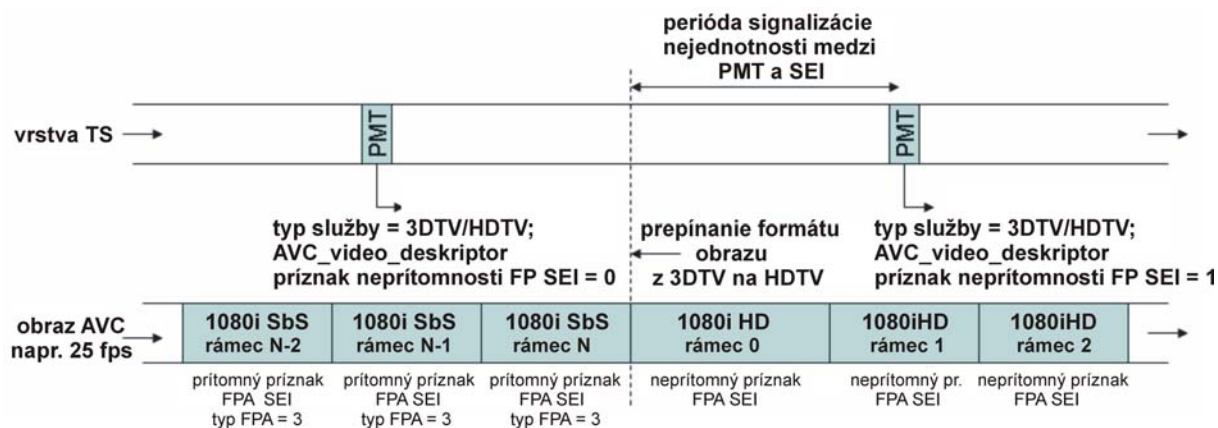 perióda signalizácie
nejednotnosti medzi
PMT a SEI
vrstva TS
PMT
PMT
typ služby = 3DTV/HDTV;
AVC_video_deskriptor
príznak neprítomnosti FP SEI = 0
prepínanie formátu
obrazu
z 3DTV na HDTV
typ služby = 3DTV/HDTV;
AVC_video_deskriptor
príznak neprítomnosti FP SEI = 1
obraz AVC
napr. 25 fps
1080i SbS
rámec N-2
1080i SbS
rámec N-1
1080i SbS
rámec N
1080i HD
rámec 0
1080iHD
rámec 1
1080iHD
rámec 2
prítomný príznak
FPA SEI
typ FPA = 3
prítomný príznak
FPA SEI
typ FPA = 3
prítomný príznak
FPA SEI
typ FPA = 3
neprítomný príznak
FPA SEI
neprítomný pr.
FPA SEI
neprítomný príznak
FPA SEI